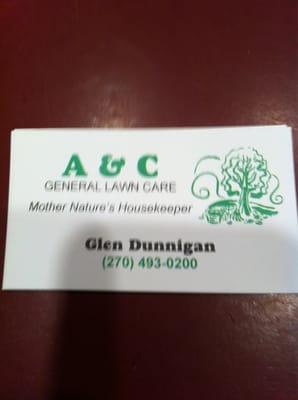 A & C
GENERAL LAWN CARE
Mother Nature's Housekeeper
Glen Dunnigan
(270) 493-0200